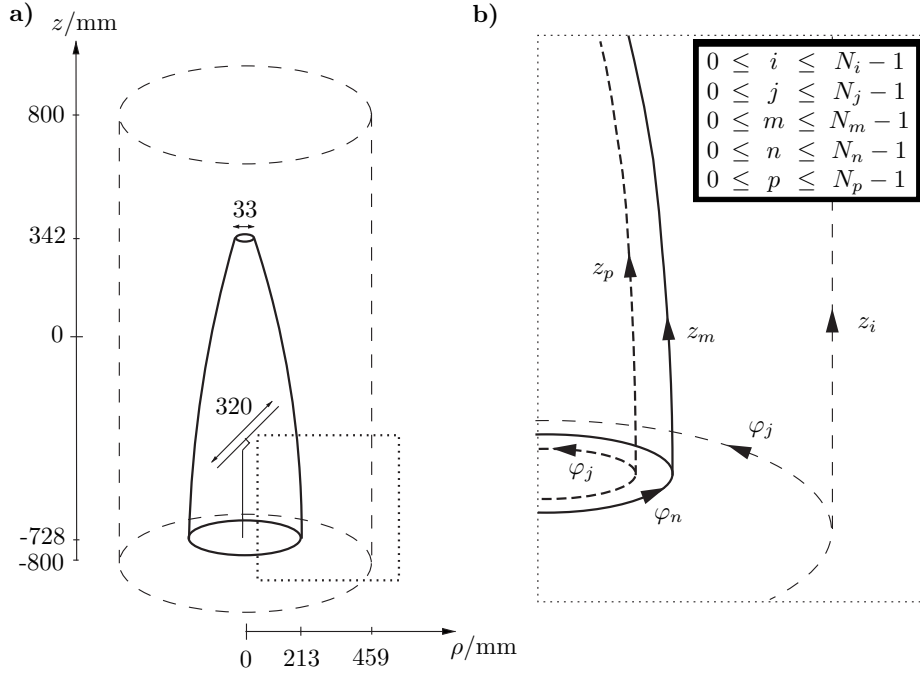 a)
z/mm
800
342
0
-728
-800
33
320
0
213
459
ρ/mm
b)
0 ≤ i ≤ N_i − 1
0 ≤ j ≤ N_j − 1
0 ≤ m ≤ N_m − 1
0 ≤ n ≤ N_n − 1
0 ≤ p ≤ N_p − 1
z_p
z_m
z_i
φ_j
φ_j
φ_n